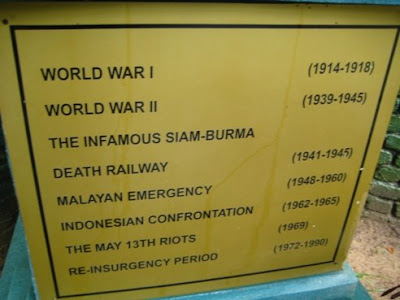 WORLD WAR I (1914-1918)
WORLD WAR II (1939-1945)
THE INFAMOUS SIAM-BURMA
DEATH RAILWAY (1941-1945)
MALAYAN EMERGENCY (1948-1960)
INDONESIAN CONFRONTATION (1962-1965)
THE MAY 13TH RIOTS (1969)
RE-INSURGENCY PERIOD (1972-1990)